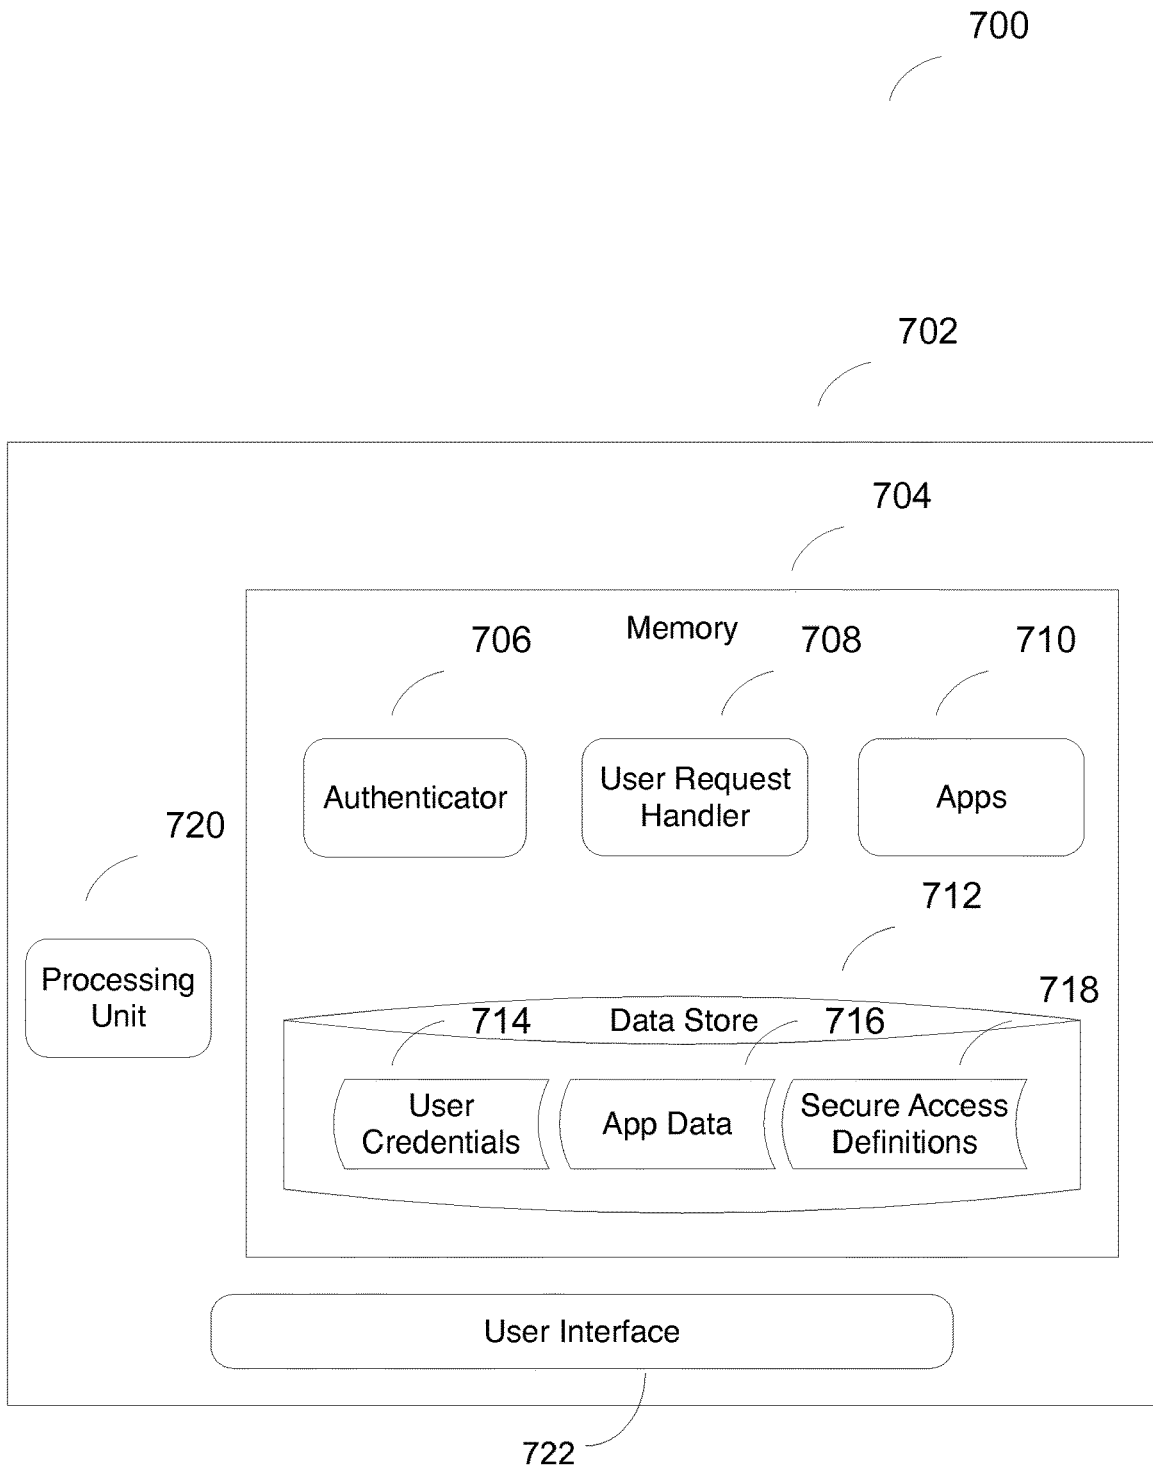 700
702
704
Memory
706
708
710
Authenticator
User Request
Handler
Apps
720
712
Processing
Unit
718
714
Data Store
716
User
Credentials
App Data
Secure Access
Definitions
User Interface
722